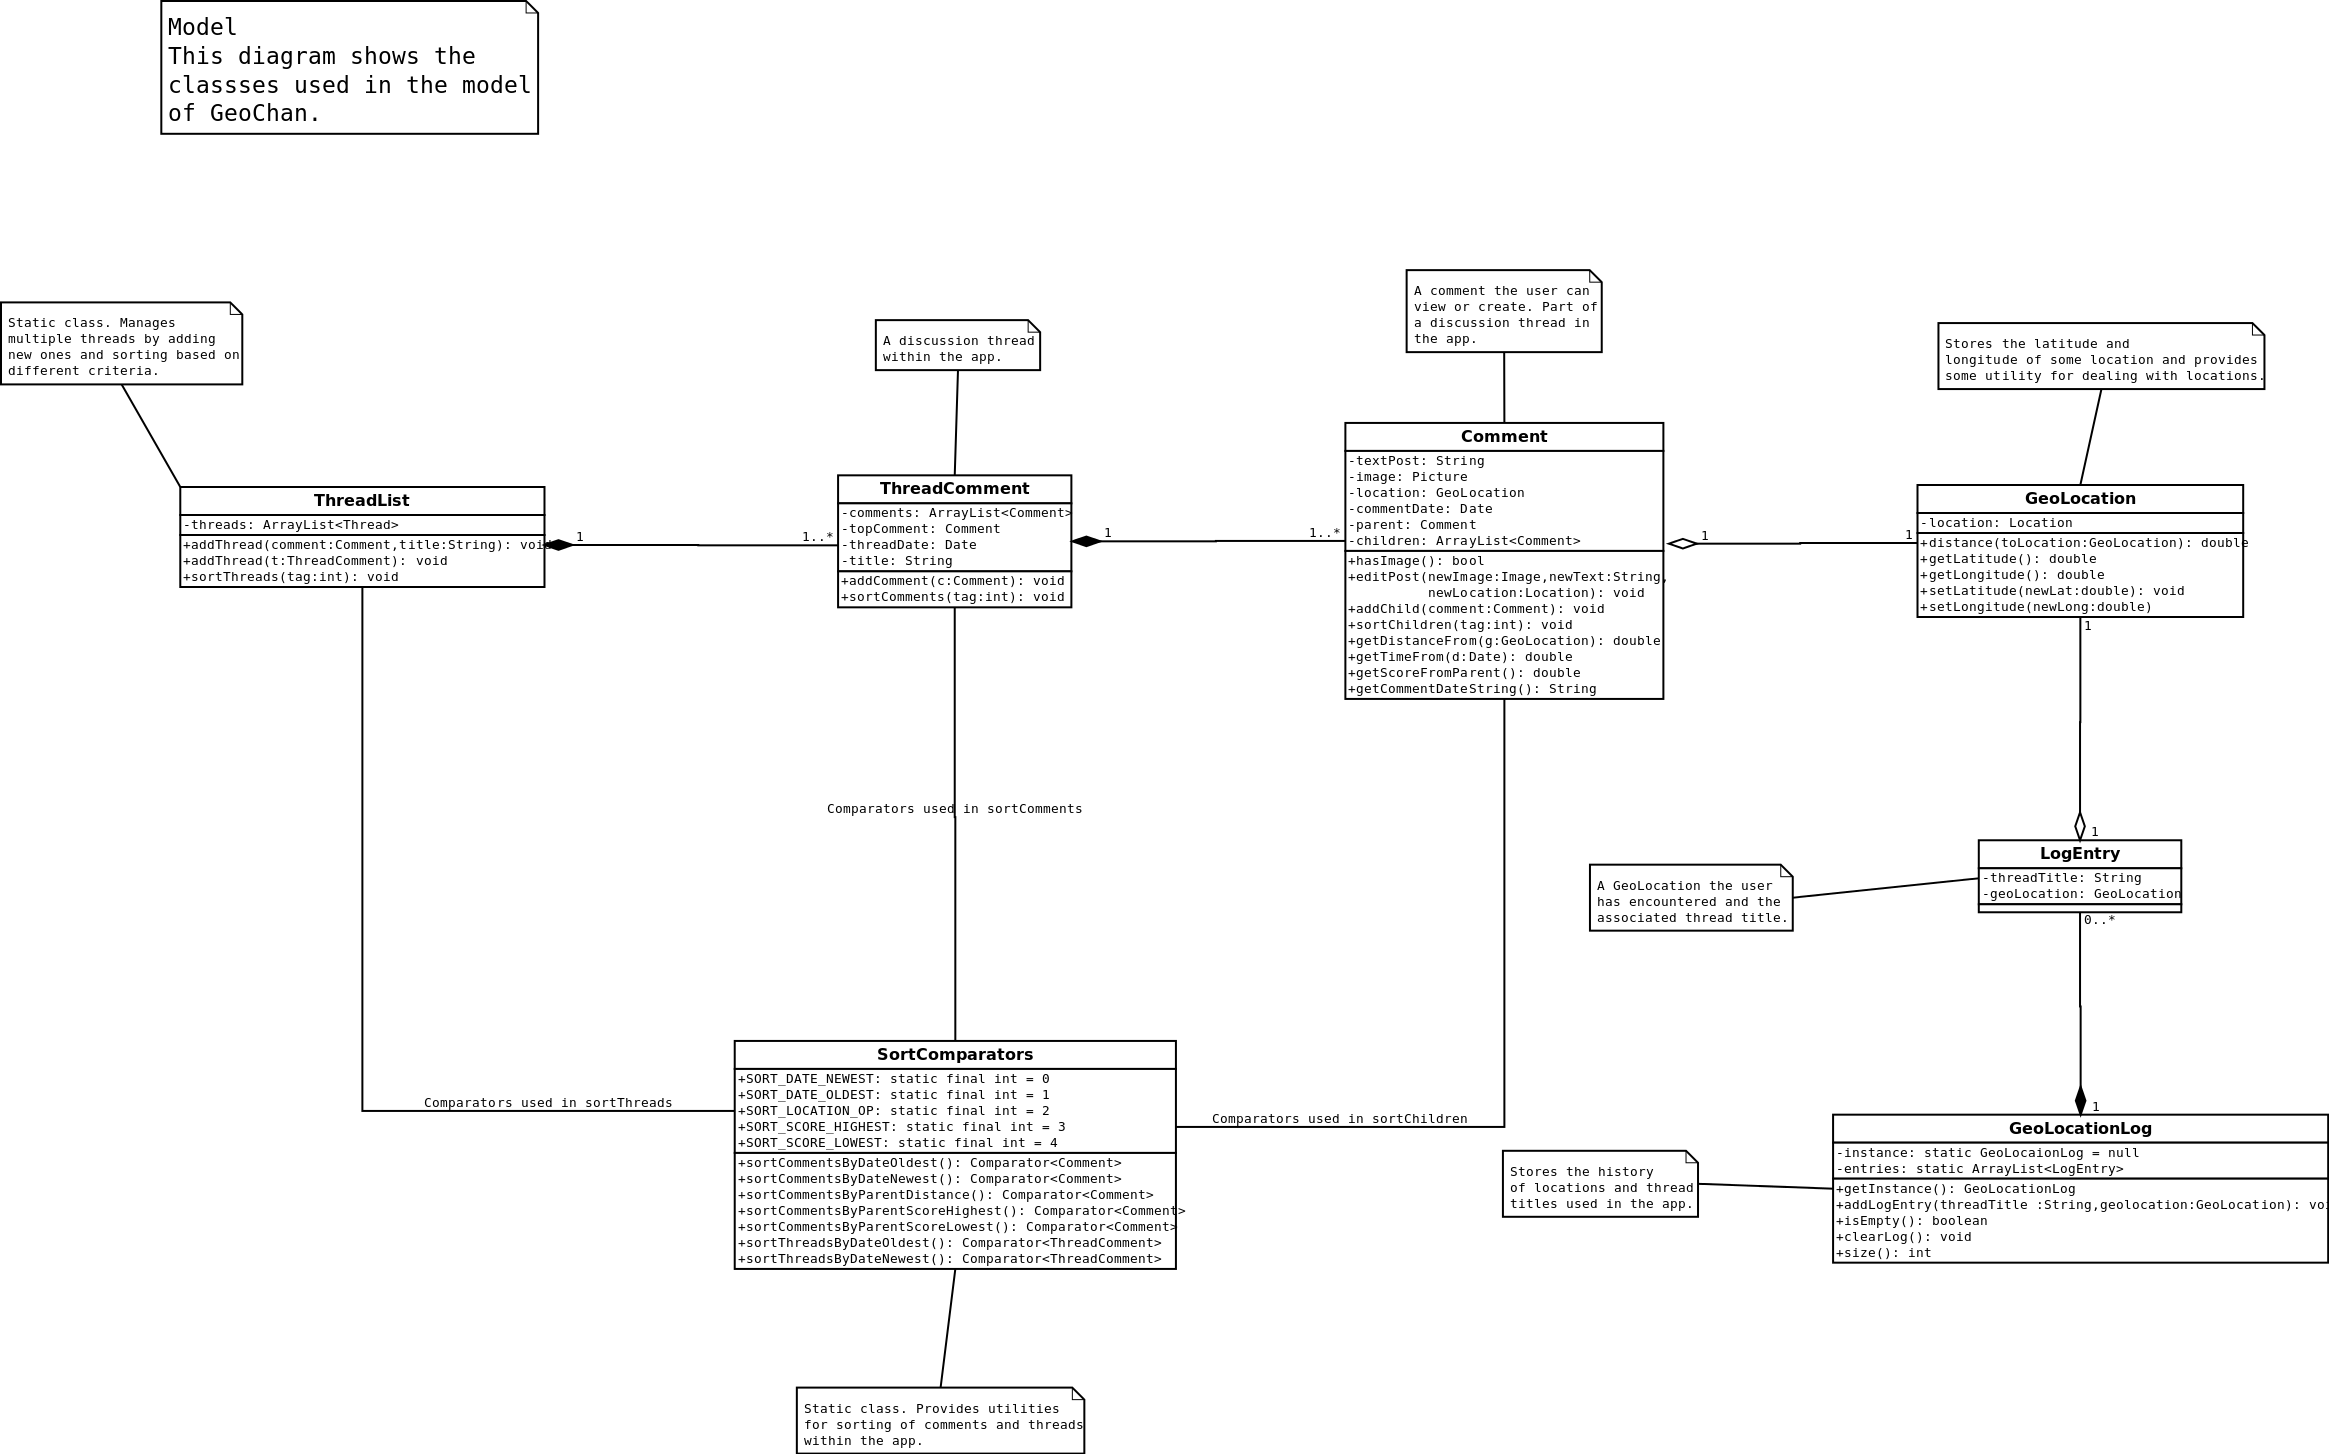 Model
This diagram shows the
classses used in the model
of GeoChan.
Static class. Manages
multiple threads by adding
new ones and sorting based on
different criteria.
A discussion thread
within the app.
A comment the user can
view or create. Part of
a discussion thread in
the app.
Stores the latitude and
longitude of some location and provides
some utility for dealing with locations.
ThreadList
-threads: ArrayList<Thread>
+addThread(comment:Comment,title:String): void
+addThread(t:ThreadComment): void
+sortThreads(tag:int): void
1
1..*
ThreadComment
-comments: ArrayList<Comment>
-topComment: Comment
-threadDate: Date
-title: String
+addComment(c:Comment): void
+sortComments(tag:int): void
1
1..*
Comment
-textPost: String
-image: Picture
-location: GeoLocation
-commentDate: Date
-parent: Comment
-children: ArrayList<Comment>
+hasImage(): bool
+editPost(newImage:Image,newText:String,
newLocation:Location): void
+addChild(comment:Comment): void
+sortChildren(tag:int): void
+getDistanceFrom(g:GeoLocation): double
+getTimeFrom(d:Date): double
+getScoreFromParent(): double
+getCommentDateString(): String
1
1
GeoLocation
-location: Location
+distance(toLocation:GeoLocation): double
+getLatitude(): double
+getLongitude(): double
+setLatitude(newLat:double): void
+setLongitude(newLong:double)
1
Comparators used in sortComments
1
LogEntry
-threadTitle: String
-geoLocation: GeoLocation
0..*
A GeoLocation the user
has encountered and the
associated thread title.
Comparators used in sortThreads
SortComparators
+SORT_DATE_NEWEST: static final int = 0
+SORT_DATE_OLDEST: static final int = 1
+SORT_LOCATION_OP: static final int = 2
+SORT_SCORE_HIGHEST: static final int = 3
+SORT_SCORE_LOWEST: static final int = 4
+sortCommentsByDateOldest(): Comparator<Comment>
+sortCommentsByDateNewest(): Comparator<Comment>
+sortCommentsByParentDistance(): Comparator<Comment>
+sortCommentsByParentScoreHighest(): Comparator<Comment>
+sortCommentsByParentScoreLowest(): Comparator<Comment>
+sortThreadsByDateOldest(): Comparator<ThreadComment>
+sortThreadsByDateNewest(): Comparator<ThreadComment>
Comparators used in sortChildren
Stores the history
of locations and thread
titles used in the app.
1
GeoLocationLog
-instance: static GeoLocaionLog = null
-entries: static ArrayList<LogEntry>
+getInstance(): GeoLocationLog
+addLogEntry(threadTitle :String,geolocation:GeoLocation): voi
+isEmpty(): boolean
+clearLog(): void
+size(): int
Static class. Provides utilities
for sorting of comments and threads
within the app.